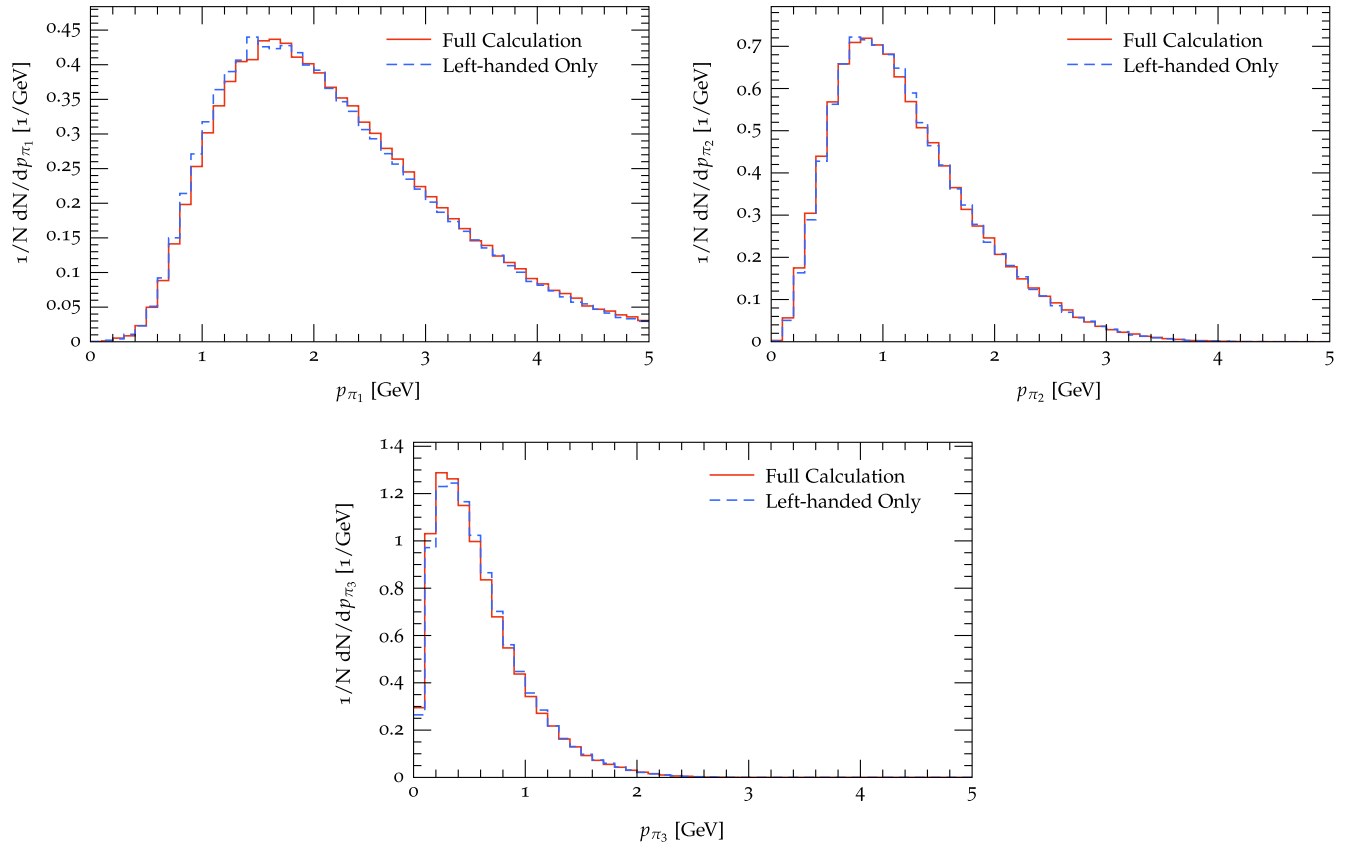 1/N dN/dpπ1 [1/GeV]
0.45
0.4
0.35
0.3
0.25
0.2
0.15
0.1
0.05
0
Full Calculation
Left-handed Only
0 1 2 3 4 5
pπ1 [GeV]
1/N dN/dpπ2 [1/GeV]
0.7
0.6
0.5
0.4
0.3
0.2
0.1
0
Full Calculation
Left-handed Only
0 1 2 3 4 5
pπ2 [GeV]
1/N dN/dpπ3 [1/GeV]
1.4
1.2
1
0.8
0.6
0.4
0.2
0
Full Calculation
Left-handed Only
0 1 2 3 4 5
pπ3 [GeV]